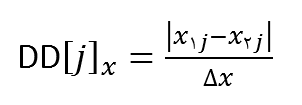 DD[j]ₓ = |x₁ⱼ−x₂ⱼ| / Δx